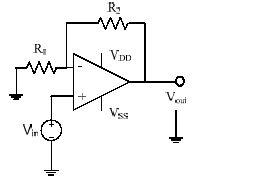 R2
R1
VDD
-
+
VSS
Vout
Vin
+
-